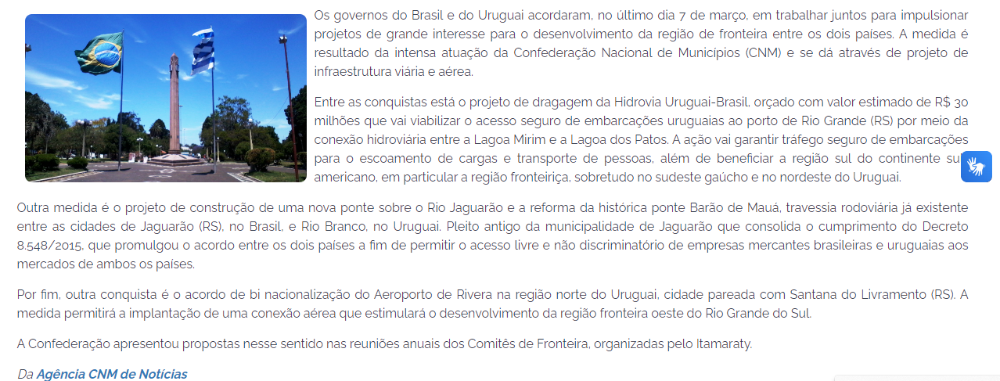 Os governos do Brasil e do Uruguai acordaram, no último dia 7 de março, em trabalhar juntos para impulsionar
projetos de grande interesse para o desenvolvimento da região de fronteira entre os dois países. A medida é
resultado da intensa atuação da Confederação Nacional de Municípios (CNM) e se dá através de projeto de
infraestrutura viária e aérea.
Entre as conquistas está o projeto de dragagem da Hidrovia Uruguai-Brasil, orçado com valor estimado de R$ 30
milhões que vai viabilizar o acesso seguro de embarcações uruguaias ao porto de Rio Grande (RS) por meio da
conexão hidroviária entre a Lagoa Mirim e a Lagoa dos Patos. A ação vai garantir tráfego seguro de embarcações
para o escoamento de cargas e transporte de pessoas, além de beneficiar a região sul do continente sul
americano, em particular a região fronteiriça, sobretudo no sudeste gaúcho e no nordeste do Uruguai.
Outra medida é o projeto de construção de uma nova ponte sobre o Rio Jaguarão e a reforma da histórica ponte Barão de Mauá, travessia rodoviária já existente
entre as cidades de Jaguarão (RS), no Brasil, e Rio Branco, no Uruguai. Pleito antigo da municipalidade de Jaguarão que consolida o cumprimento do Decreto
8.548/2015, que promulgou o acordo entre os dois países a fim de permitir o acesso livre e não discriminatório de empresas mercantes brasileiras e uruguaias aos
mercados de ambos os países.
Por fim, outra conquista é o acordo de bi nacionalização do Aeroporto de Rivera na região norte do Uruguai, cidade pareada com Santana do Livramento (RS). A
medida permitirá a implantação de uma conexão aérea que estimulará o desenvolvimento da região fronteira oeste do Rio Grande do Sul.
A Confederação apresentou propostas nesse sentido nas reuniões anuais dos Comitês de Fronteira, organizadas pelo Itamaraty.
Da Agência CNM de Notícias